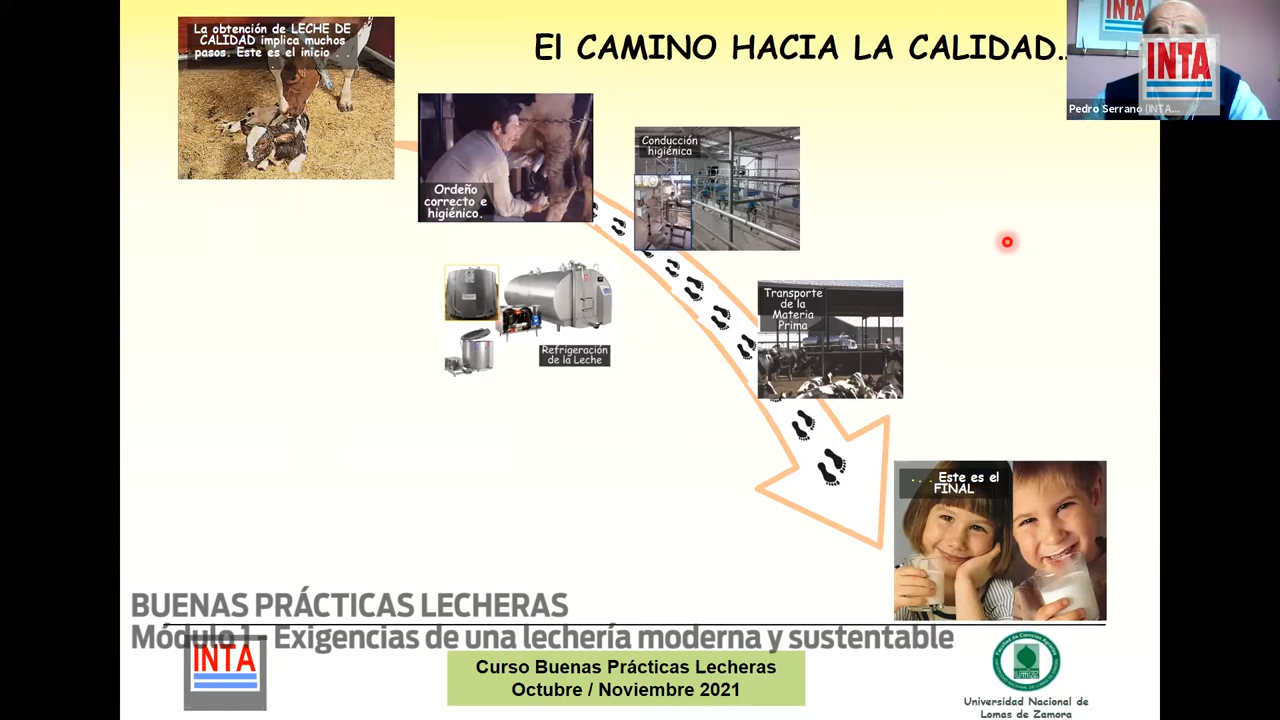 La obtención de LECHE DE
CALIDAD implica muchos
pasos. Este es el inicio . .
El CAMINO HACIA LA CALIDAD..
INTA
INTA
Pedro Serrano (INTA...
Ordeño
correcto e
higiénico.
Conducción
higiénica
Refrigeración
de la Leche
Transporte
de la
Materia
Prima
. . . Este es el
FINAL
BUENAS PRÁCTICAS LECHERAS
Módulo 1 - Exigencias de una lechería moderna y sustentable
INTA
Curso Buenas Prácticas Lecheras
Octubre / Noviembre 2021
Universidad Nacional de
Lomas de Zamora